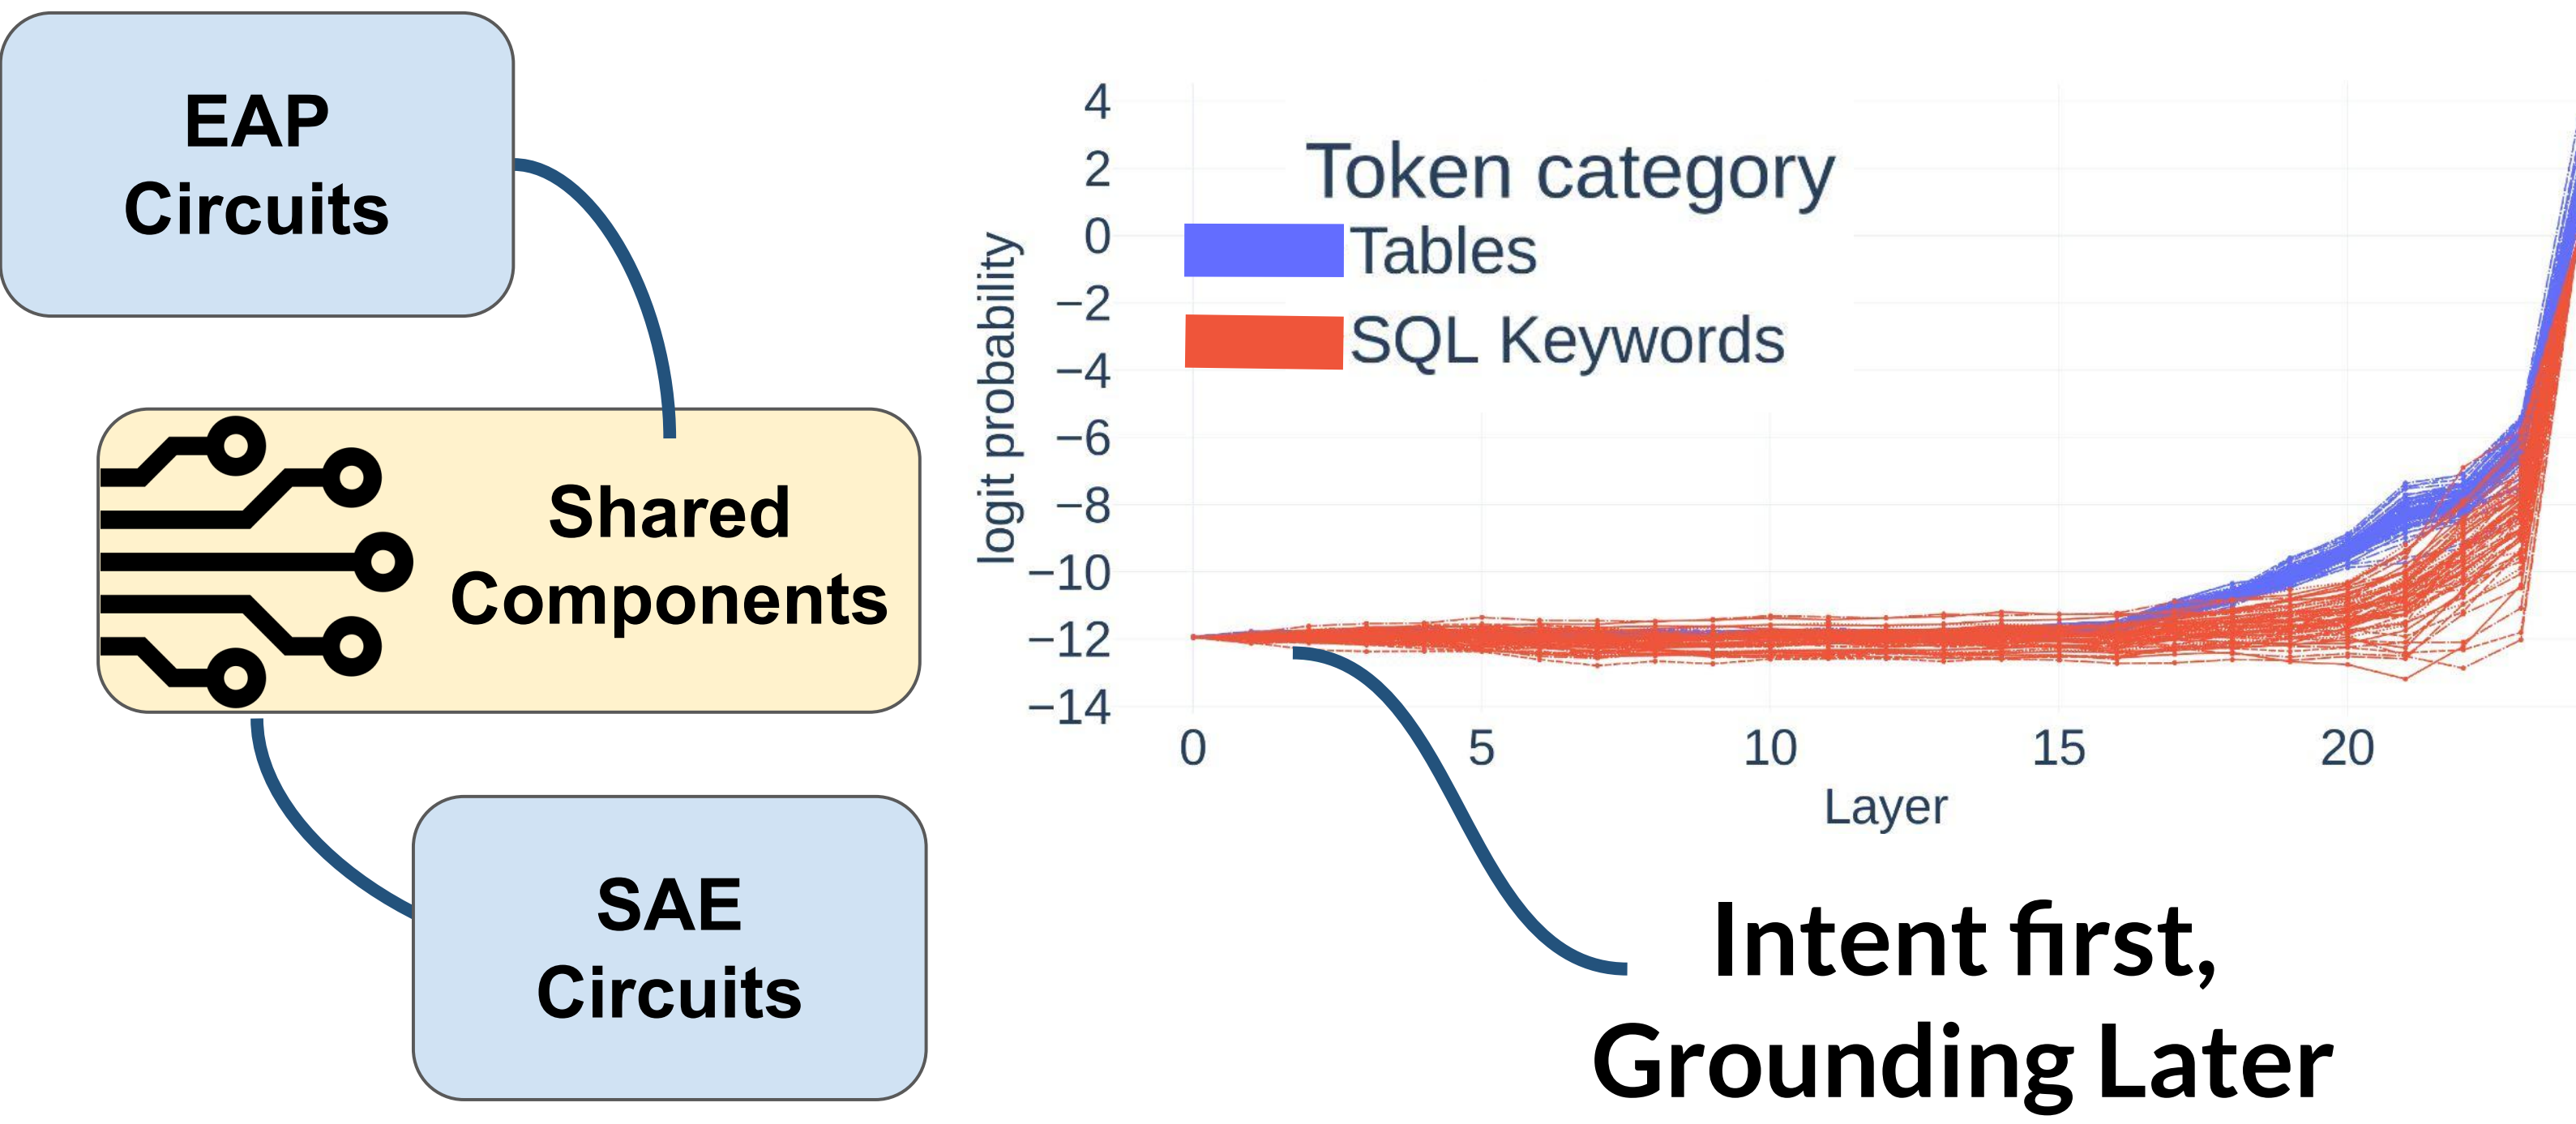 EAP
Circuits
Shared
Components
SAE
Circuits
4
2
0
−2
−4
−6
−8
−10
−12
−14
logit probability
Token category
Tables
SQL Keywords
0
5
10
15
20
Layer
Intent first,
Grounding Later